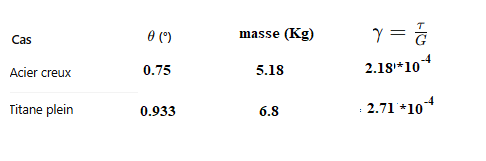 Cas θ (°) masse (Kg) γ = τ/G
Acier creux 0.75 5.18 2.18*10⁻⁴
Titane plein 0.933 6.8 2.71*10⁻⁴